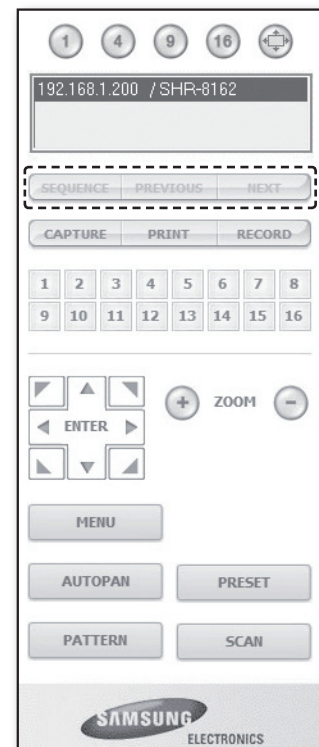 1 4 9 16
192.168.1.200 / SHR-8162
SEQUENCE PREVIOUS NEXT
CAPTURE PRINT RECORD
1 2 3 4 5 6 7 8
9 10 11 12 13 14 15 16
ENTER + ZOOM -
MENU
AUTOPAN PRESET
PATTERN SCAN
SAMSUNG
ELECTRONICS